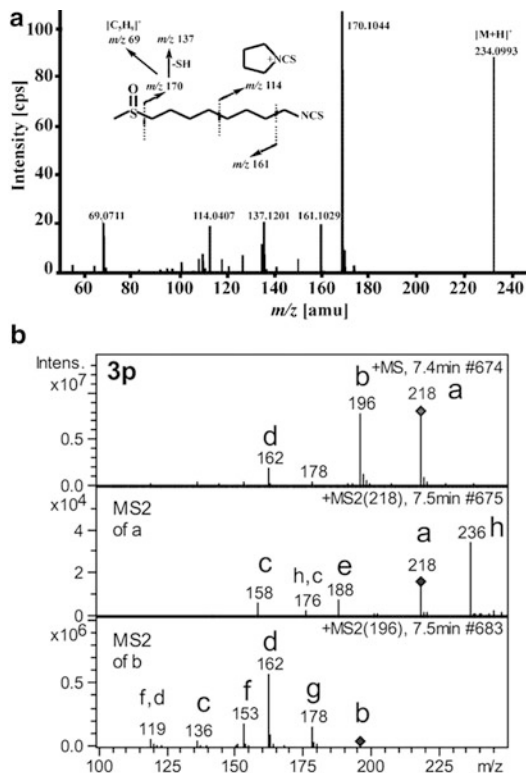 a
Intensity [cps]
100
80
60
40
20
0
[C5H9]+
m/z 69
m/z 137
-SH
m/z 170
O
S
NCS
+
NCS
m/z 114
m/z 161
170.1044
[M+H]+
234.0993
69.0711
114.0407
137.1201
161.1029
60
80
100
120
140
160
180
200
220
240
m/z [amu]
b
Intens.
x10^7
3p
+MS, 7.4min #674
0.5
0.0
d
162
178
b
196
218
a
x10^4
MS2
of a
+MS2(218), 7.5min #675
4
2
0
c
158
h,c
176
e
188
a
218
236
h
x10^6
MS2
of b
+MS2(196), 7.5min #683
0.5
0.0
f,d
119
c
136
f
153
d
162
g
178
b
100
125
150
175
200
225
m/z